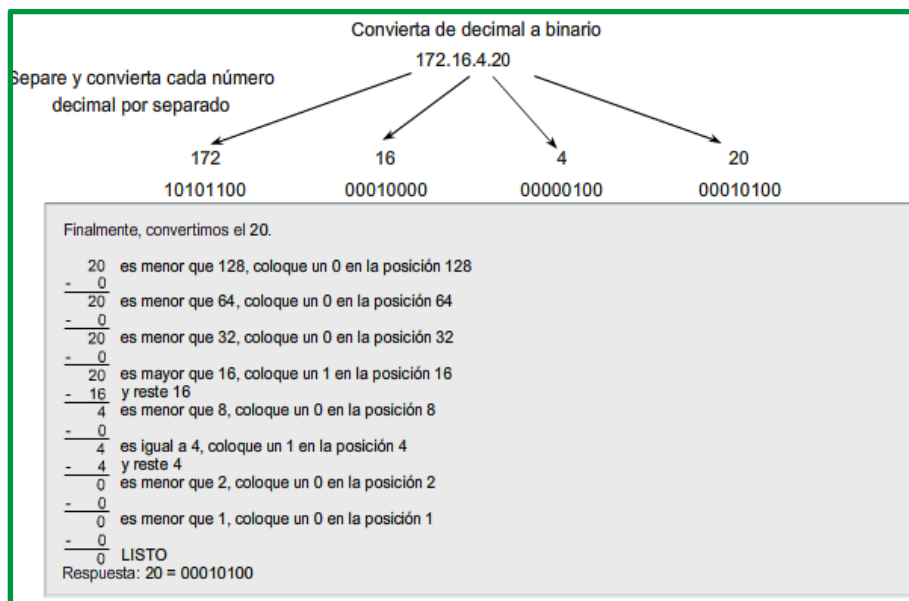 Convierta de decimal a binario
172.16.4.20
Separe y convierta cada número
decimal por separado
172 16 4 20
10101100 00010000 00000100 00010100
Finalmente, convertimos el 20.
20 es menor que 128, coloque un 0 en la posición 128
- 0
20 es menor que 64, coloque un 0 en la posición 64
- 0
20 es menor que 32, coloque un 0 en la posición 32
- 0
20 es mayor que 16, coloque un 1 en la posición 16
- 16 y reste 16
4 es menor que 8, coloque un 0 en la posición 8
- 0
4 es igual a 4, coloque un 1 en la posición 4
- 4 y reste 4
0 es menor que 2, coloque un 0 en la posición 2
- 0
0 es menor que 1, coloque un 0 en la posición 1
- 0
0 LISTO
Respuesta: 20 = 00010100